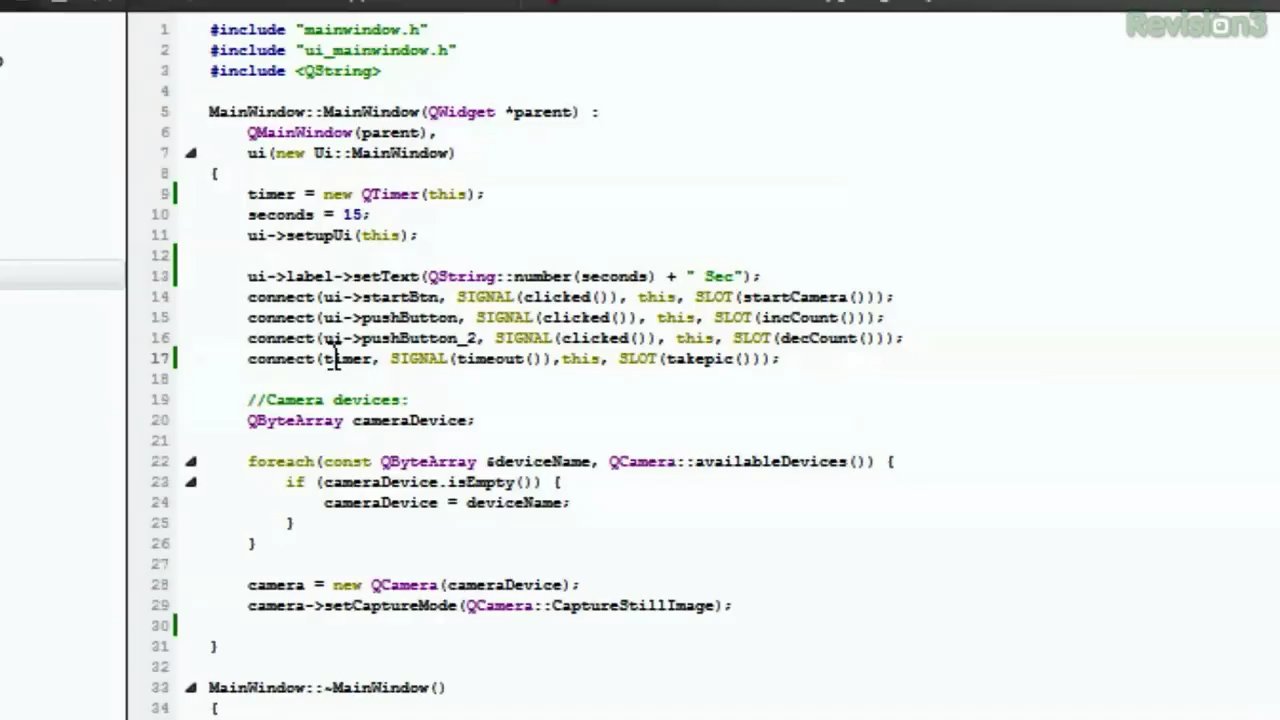 Revision3
1 #include "mainwindow.h"
2 #include "ui_mainwindow.h"
3 #include <QString>
4
5 MainWindow::MainWindow(QWidget *parent) :
6     QMainWindow(parent),
7     ui(new Ui::MainWindow)
8 {
9     timer = new QTimer(this);
10     seconds = 15;
11     ui->setupUi(this);
12
13     ui->label->setText(QString::number(seconds) + " Sec");
14     connect(ui->startBtn, SIGNAL(clicked()), this, SLOT(startCamera()));
15     connect(ui->pushButton, SIGNAL(clicked()), this, SLOT(incCount()));
16     connect(ui->pushButton_2, SIGNAL(clicked()), this, SLOT(decCount()));
17     connect(timer, SIGNAL(timeout()),this, SLOT(takepic()));
18
19     //Camera devices:
20     QByteArray cameraDevice;
21
22     foreach(const QByteArray &deviceName, QCamera::availableDevices()) {
23         if (cameraDevice.isEmpty()) {
24             cameraDevice = deviceName;
25         }
26     }
27
28     camera = new QCamera(cameraDevice);
29     camera->setCaptureMode(QCamera::CaptureStillImage);
30
31 }
32
33 MainWindow::~MainWindow()
34 {